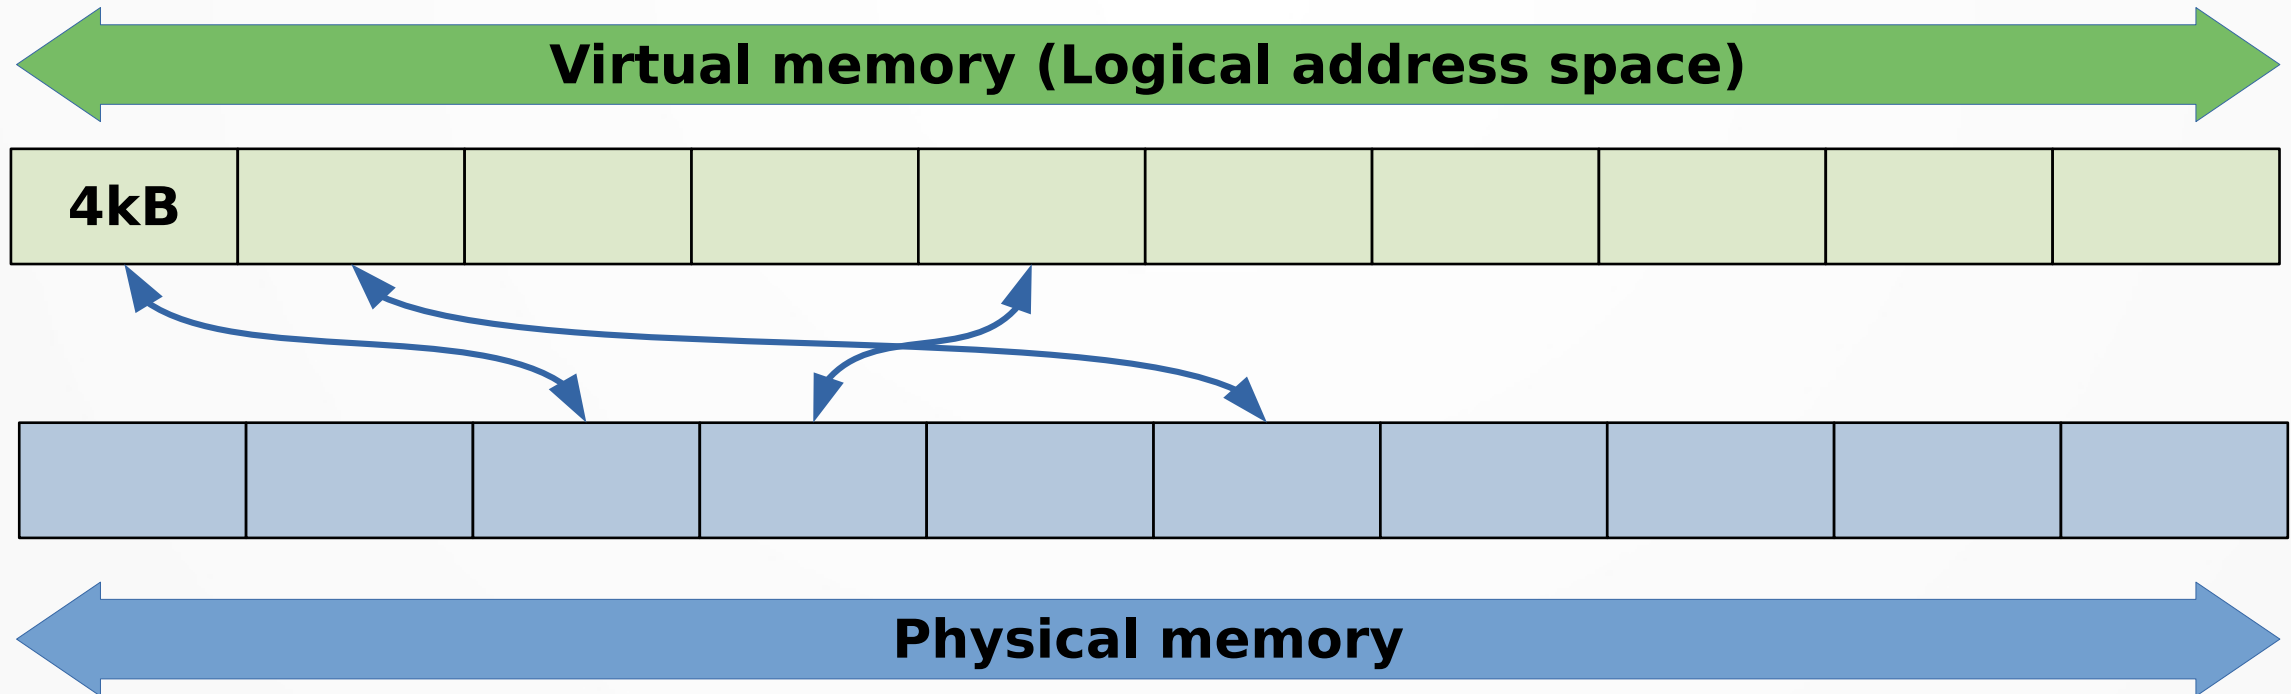 Virtual memory (Logical address space)
4kB
Physical memory